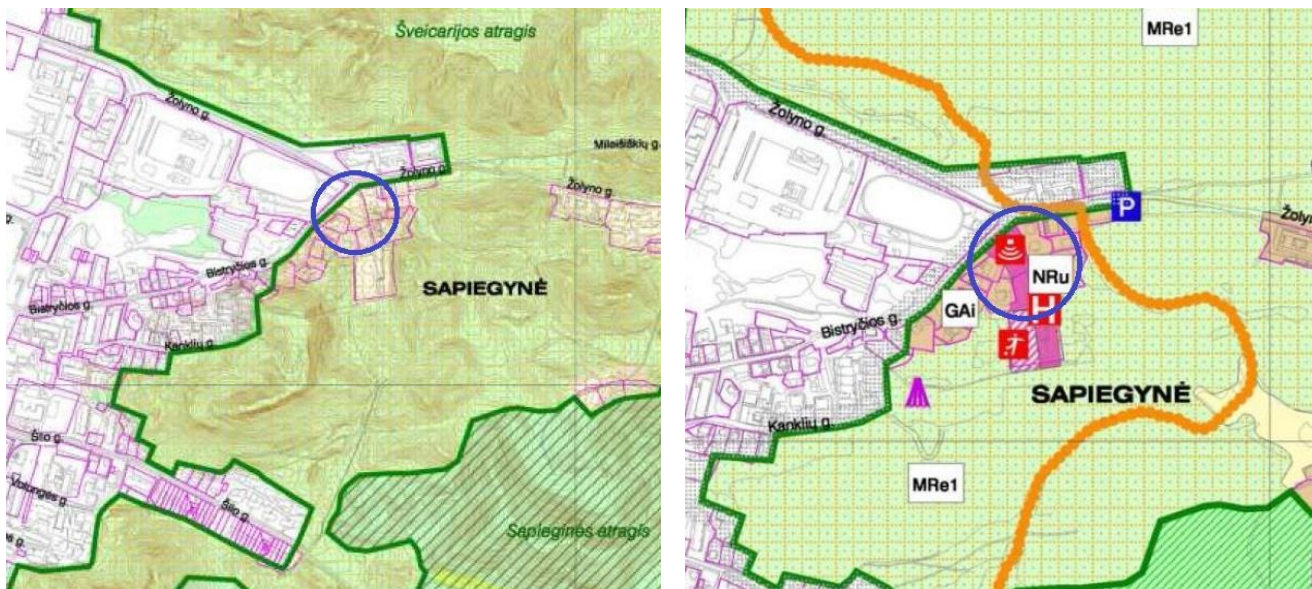 Šveicarijos atragis
Žolyno g.
Mileišiškių g.
Žolyno g.
Žolyno g.
Bistryčios g.
Bistryčios g.
Kanklių g.
SAPIEGYNĖ
Šilo g.
Volungės g.
Šilo g.
Sapieginės atragis
MRe1
Žolyno g.
P
NRu
GAi
H
Bistryčios g.
SAPIEGYNĖ
Kanklių g.
MRe1